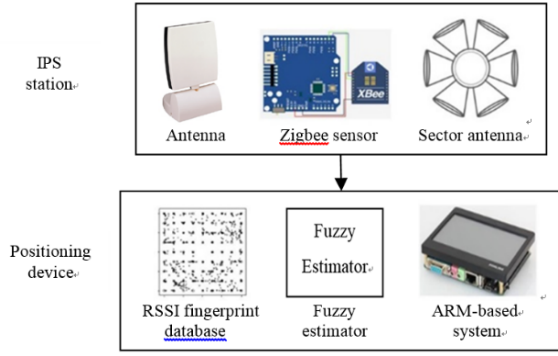 IPS
station
XBee
Antenna
Zigbee sensor
Sector antenna
Positioning
device
Fuzzy
Estimator
RSSI fingerprint
database
Fuzzy
estimator
ARM-based
system